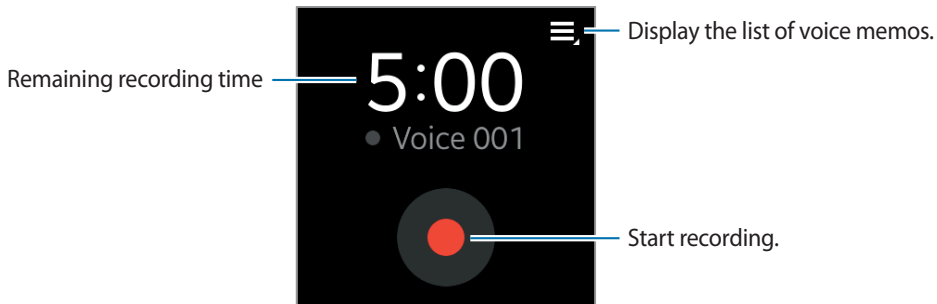 Display the list of voice memos.
Remaining recording time
5:00
Voice 001
Start recording.